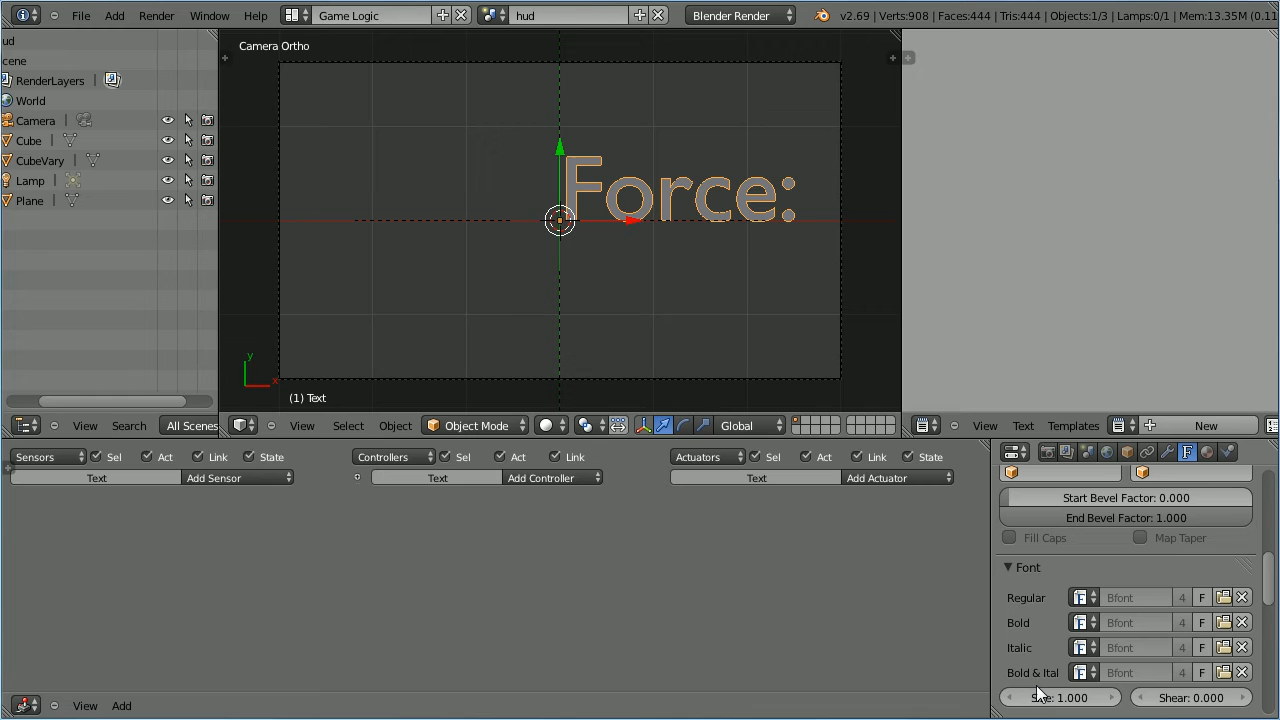 File Add Render Window Help Game Logic hud Blender Render v2.69 | Verts:908 | Faces:444 | Tris:444 | Objects:1/3 | Lamps:0/1 | Mem:13.35M (0.11
ud
cene
RenderLayers |
World
Camera |
Cube |
CubeVary |
Lamp |
Plane |
View Search All Scenes
Camera Ortho
Force:
y
x
(1) Text
View Select Object Object Mode Global
View Text Templates New
Sensors Sel Act Link State
Text Add Sensor
Controllers Sel Act Link
Text Add Controller
Actuators Sel Act Link State
Text Add Actuator
View Add
Start Bevel Factor: 0.000
End Bevel Factor: 1.000
Fill Caps Map Taper
Font
Regular F Bfont 4 F
Bold F Bfont 4 F
Italic F Bfont 4 F
Bold & Ital F Bfont 4 F
1.000 Shear: 0.000